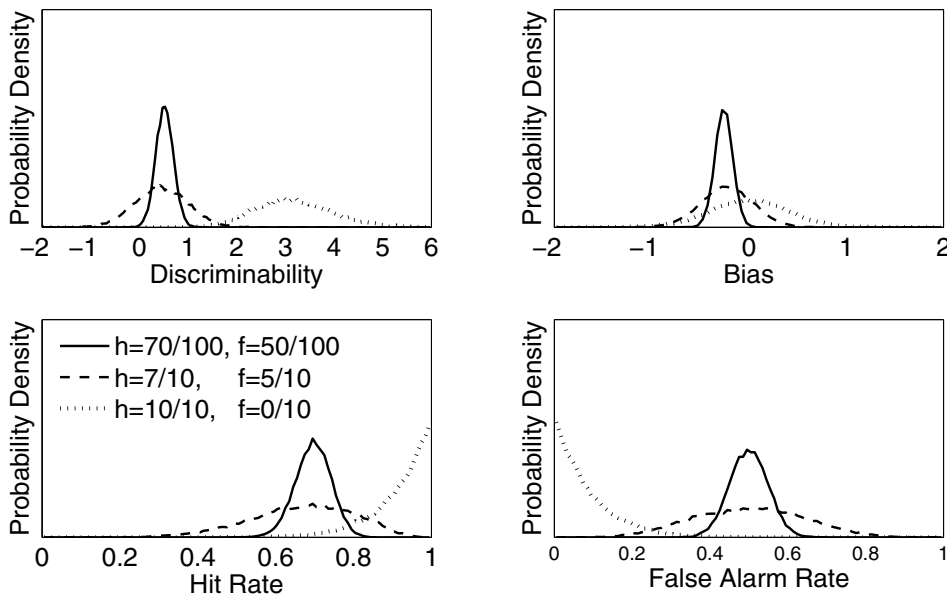 Probability Density
−2 −1 0 1 2 3 4 5 6
Discriminability
Probability Density
−2 −1 0 1 2
Bias
Probability Density
h=70/100, f=50/100
h=7/10, f=5/10
h=10/10, f=0/10
0 0.2 0.4 0.6 0.8 1
Hit Rate
Probability Density
0 0.2 0.4 0.6 0.8 1
False Alarm Rate